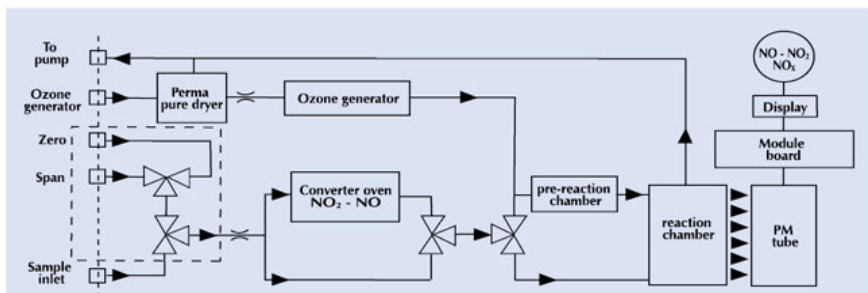 To
pump
Ozone
generator
Zero
Span
Sample
inlet
Perma
pure dryer
Ozone generator
Converter oven
NO₂ - NO
pre-reaction
chamber
reaction
chamber
NO - NO₂
NOₓ
Display
Module
board
PM
tube